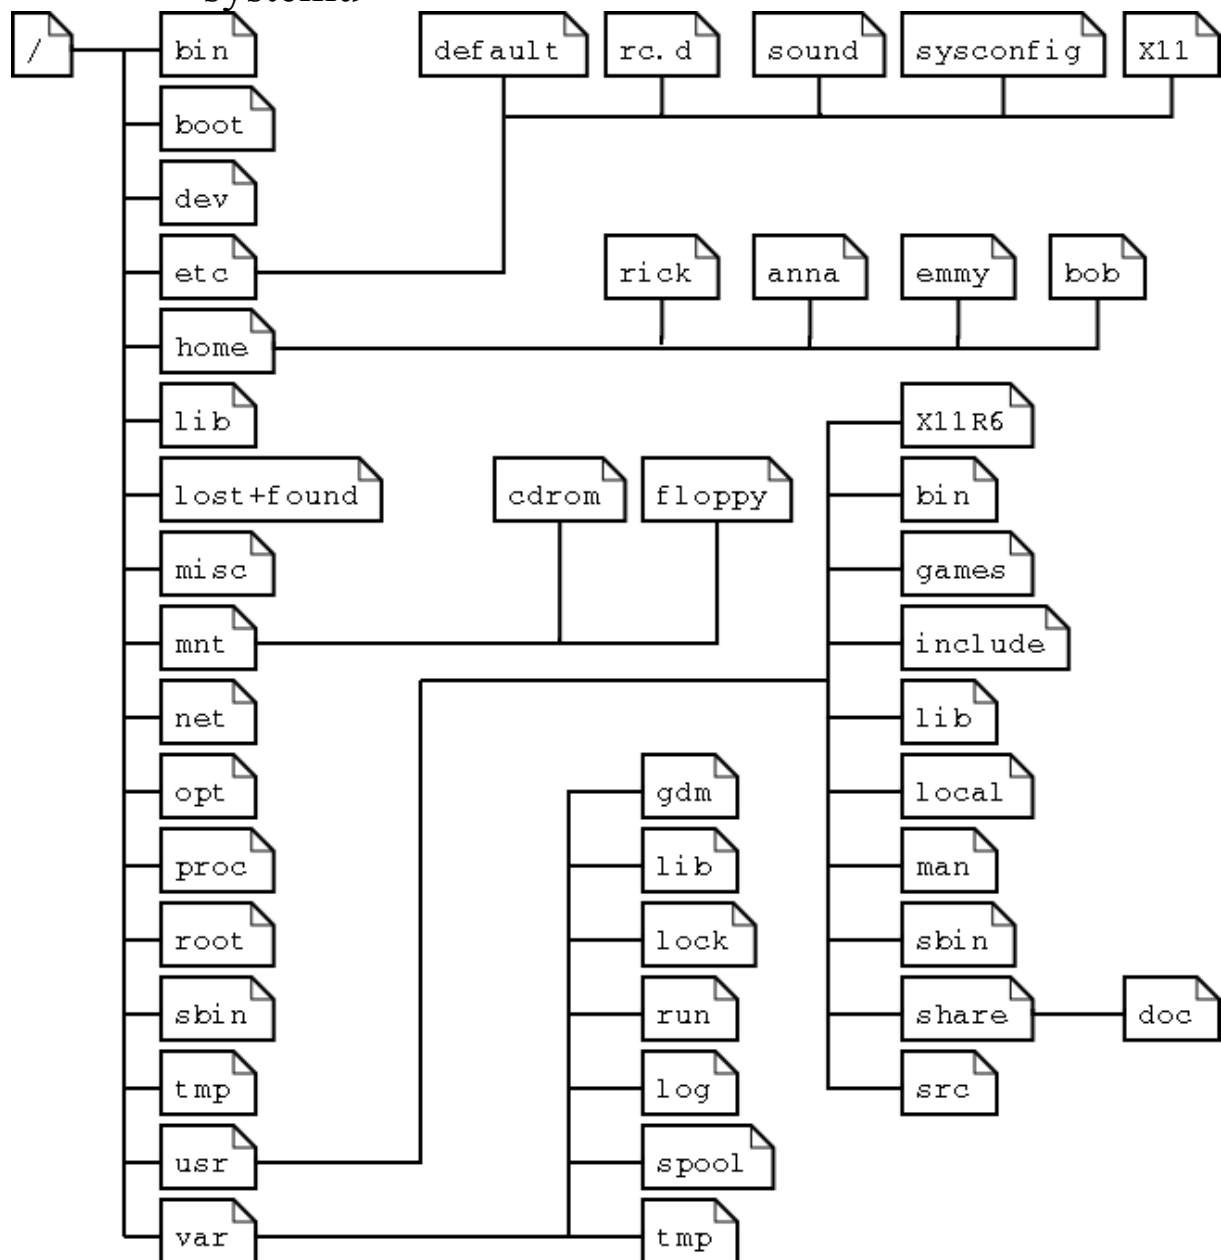 /
bin
default
rc.d
sound
sysconfig
X11
boot
dev
etc
rick
anna
emmy
bob
home
lib
X11R6
lost+found
cdrom
floppy
bin
misc
games
mnt
include
net
lib
opt
gdm
local
proc
lib
man
root
lock
sbin
sbin
run
share
doc
tmp
log
src
usr
spool
var
tmp